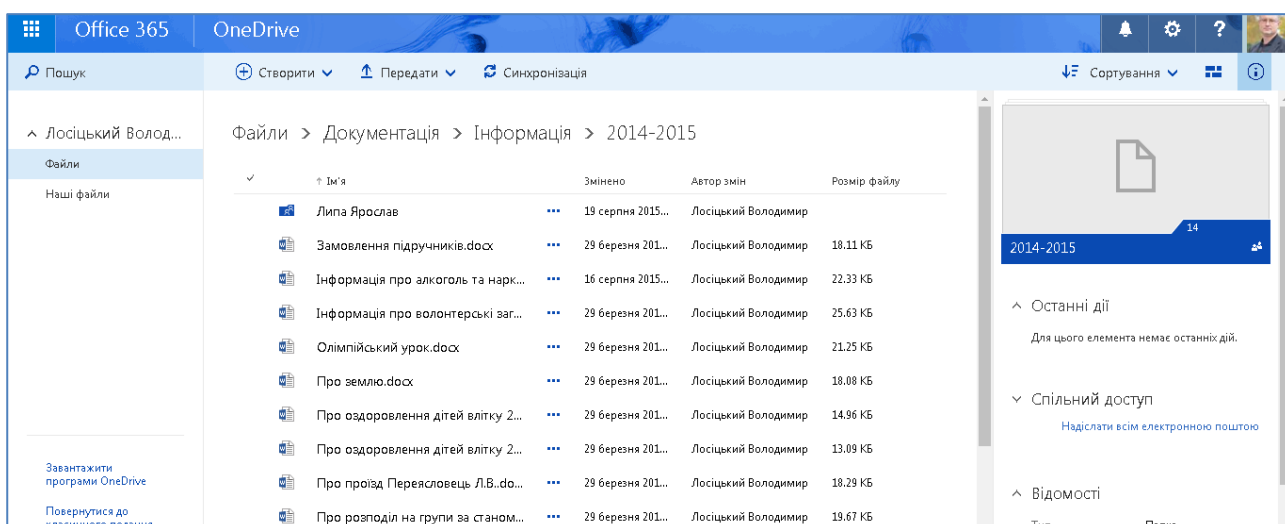 Office 365 OneDrive ?
Пошук Створити Передати Синхронізація Сортування
Лосіцький Волод...
Файли
Наші файли
Завантажити
програми OneDrive
Повернутися до
класичного подання
Файли > Документація > Інформація > 2014-2015
Ім'я Змінено Автор змін Розмір файлу
Липа Ярослав ... 19 серпня 2015... Лосіцький Володимир
Замовлення підручників.docx ... 29 березня 201... Лосіцький Володимир 18.11 КБ
Інформація про алкоголь та нарк... ... 16 серпня 2015... Лосіцький Володимир 22.33 КБ
Інформація про волонтерські заг... ... 29 березня 201... Лосіцький Володимир 25.63 КБ
Олімпійський урок.docx ... 29 березня 201... Лосіцький Володимир 21.25 КБ
Про землю.docx ... 29 березня 201... Лосіцький Володимир 18.08 КБ
Про оздоровлення дітей влітку 2... ... 29 березня 201... Лосіцький Володимир 14.96 КБ
Про оздоровлення дітей влітку 2... ... 29 березня 201... Лосіцький Володимир 13.09 КБ
Про проїзд Переясловець Л.В..do... ... 29 березня 201... Лосіцький Володимир 18.29 КБ
Про розподіл на групи за станом... ... 29 березня 201... Лосіцький Володимир 19.67 КБ
14
2014-2015
Останні дії
Для цього елемента немає останніх дій.
Спільний доступ
Надіслати всім електронною поштою
Відомості